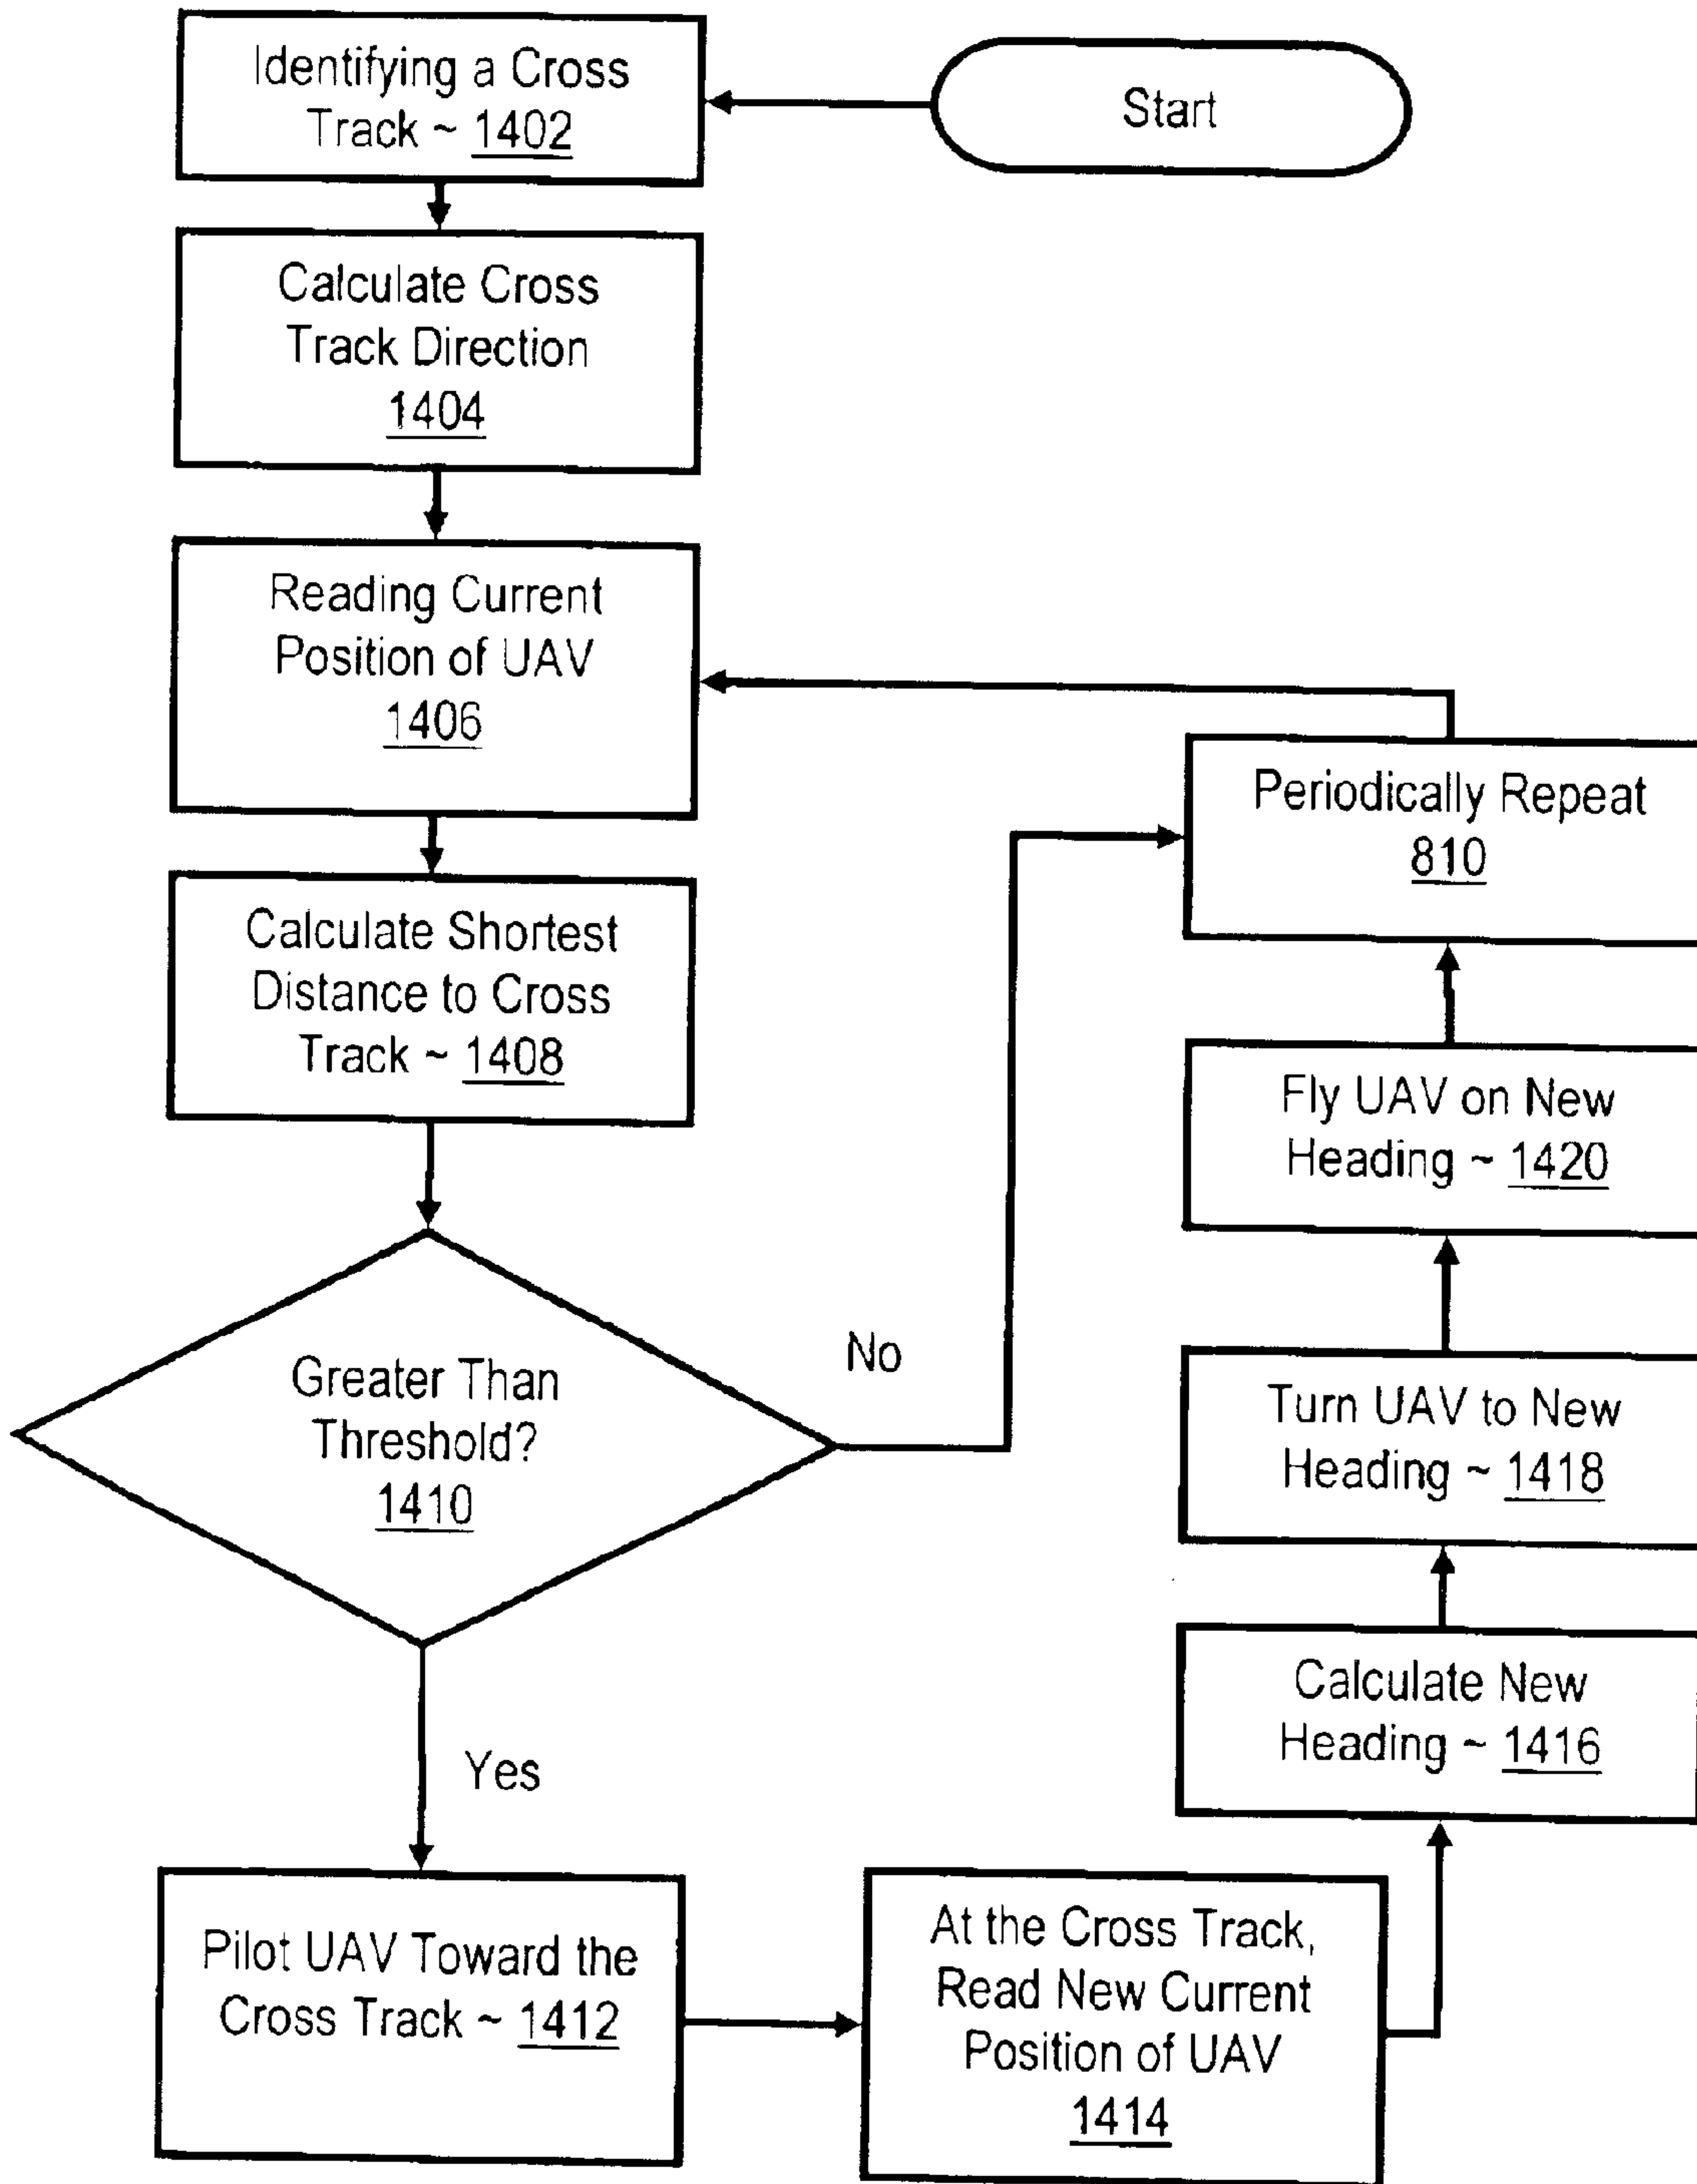 Start
Identifying a Cross
Track ~ 1402
Calculate Cross
Track Direction
1404
Reading Current
Position of UAV
1406
Calculate Shortest
Distance to Cross
Track ~ 1408
Greater Than
Threshold?
1410
No
Yes
Pilot UAV Toward the
Cross Track ~ 1412
At the Cross Track,
Read New Current
Position of UAV
1414
Calculate New
Heading ~ 1416
Turn UAV to New
Heading ~ 1418
Fly UAV on New
Heading ~ 1420
Periodically Repeat
810